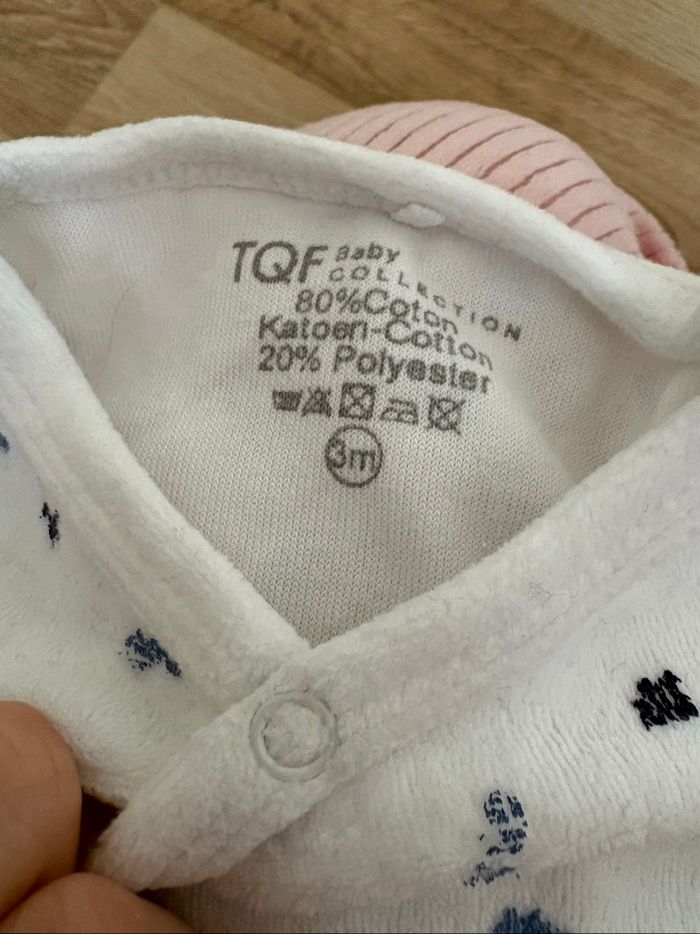 TQF Baby COLLECTION
80%Coton
Katoen-Cotton
20% Polyester
3m